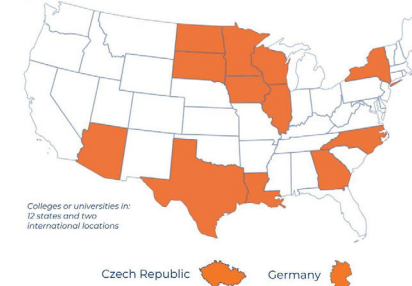 Colleges or universities in:
12 states and two
international locations
Czech Republic
Germany